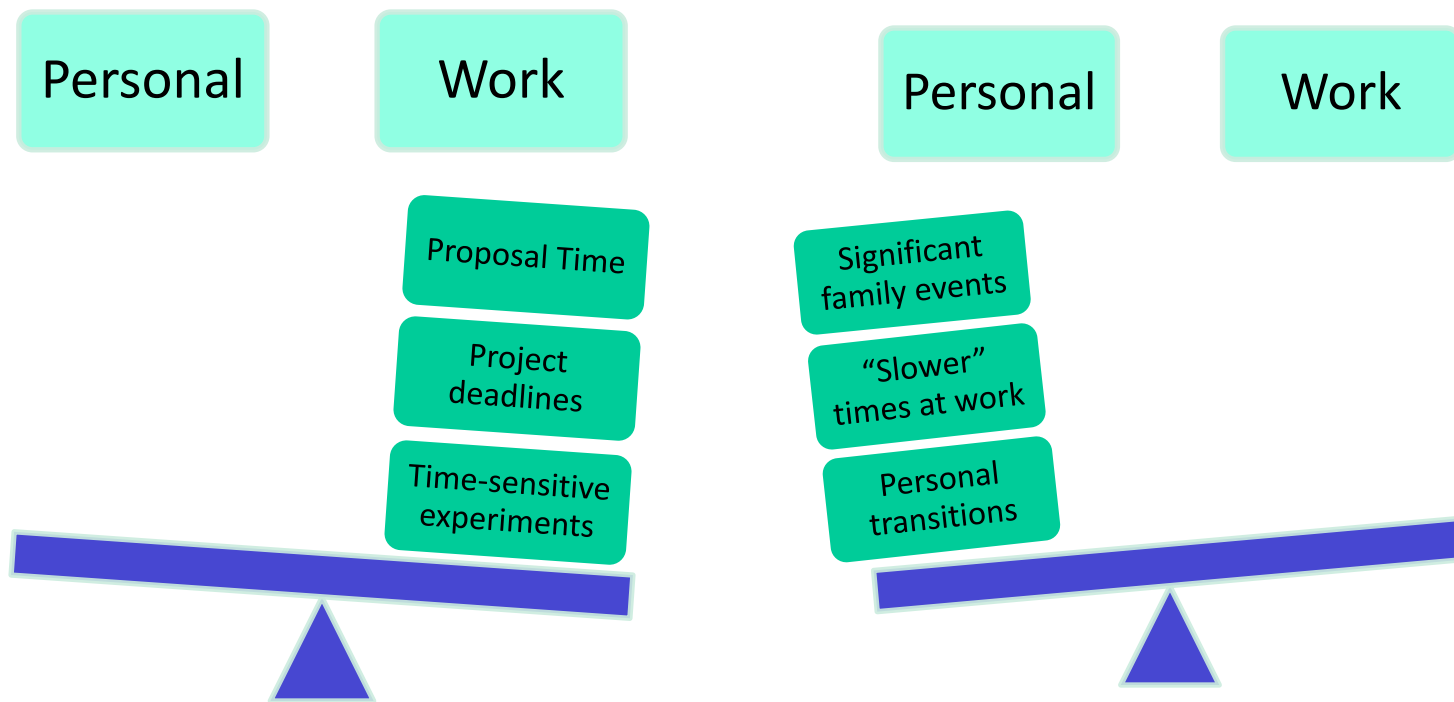 Personal
Work
Proposal Time
Project
deadlines
Time-sensitive
experiments
Personal
Work
Significant
family events
“Slower”
times at work
Personal
transitions